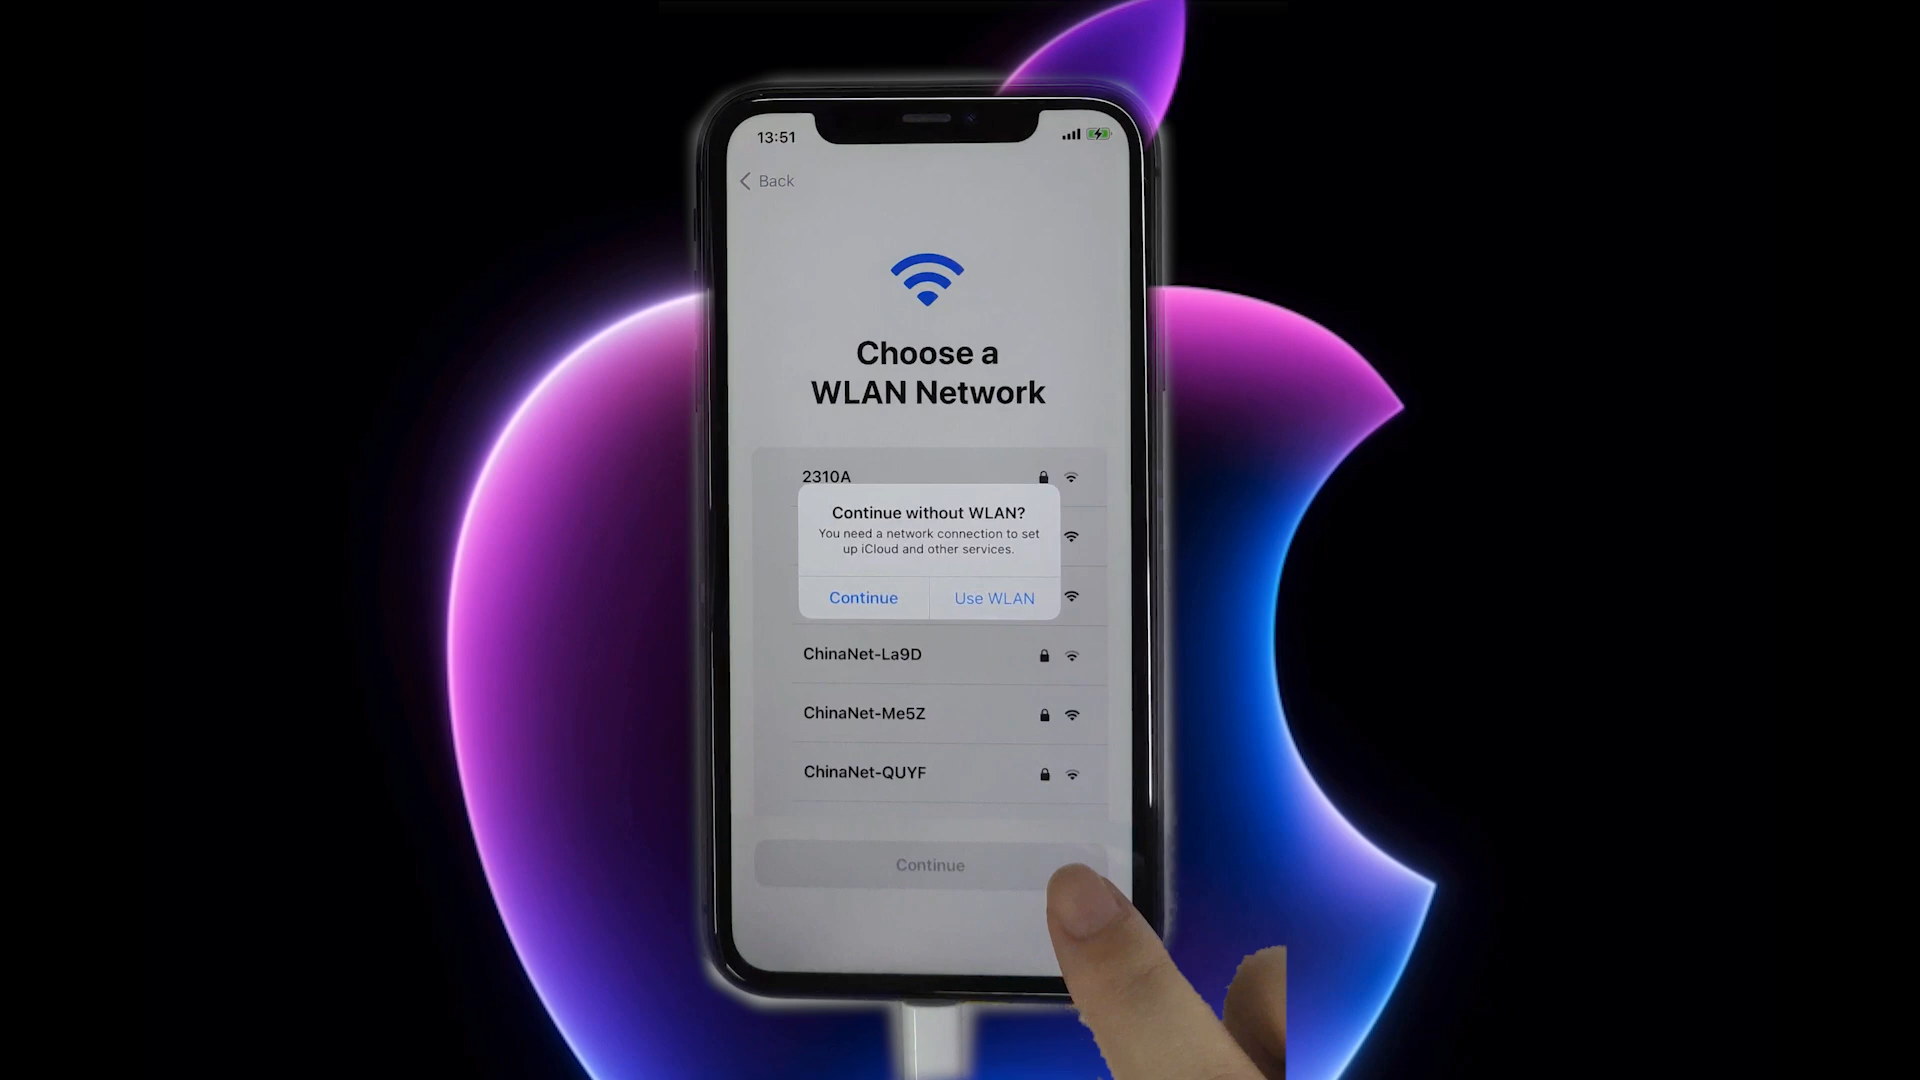 13:51
Back
Choose a
WLAN Network
2310A
Continue without WLAN?
You need a network connection to set
up iCloud and other services.
Continue
Use WLAN
ChinaNet-La9D
ChinaNet-Me5Z
ChinaNet-QUYF
Continue